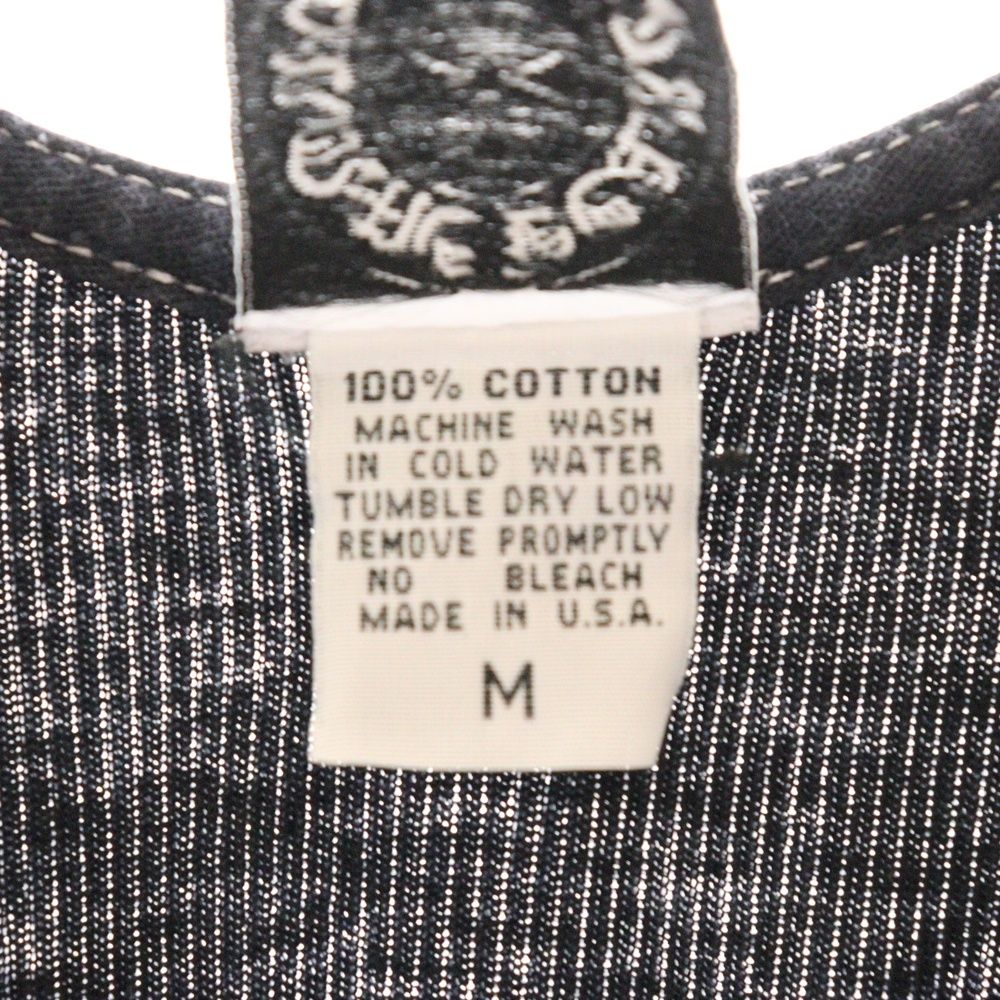 100% COTTON
MACHINE WASH
IN COLD WATER
TUMBLE DRY LOW
REMOVE PROMPTLY
NO BLEACH
MADE IN U.S.A.
M